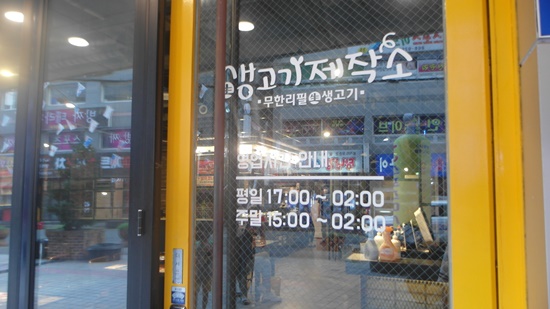 생고기제작소
무한리필生생고기
영업시간 안내
평일 17:00 ~ 02:00
주말 15:00 ~ 02:00